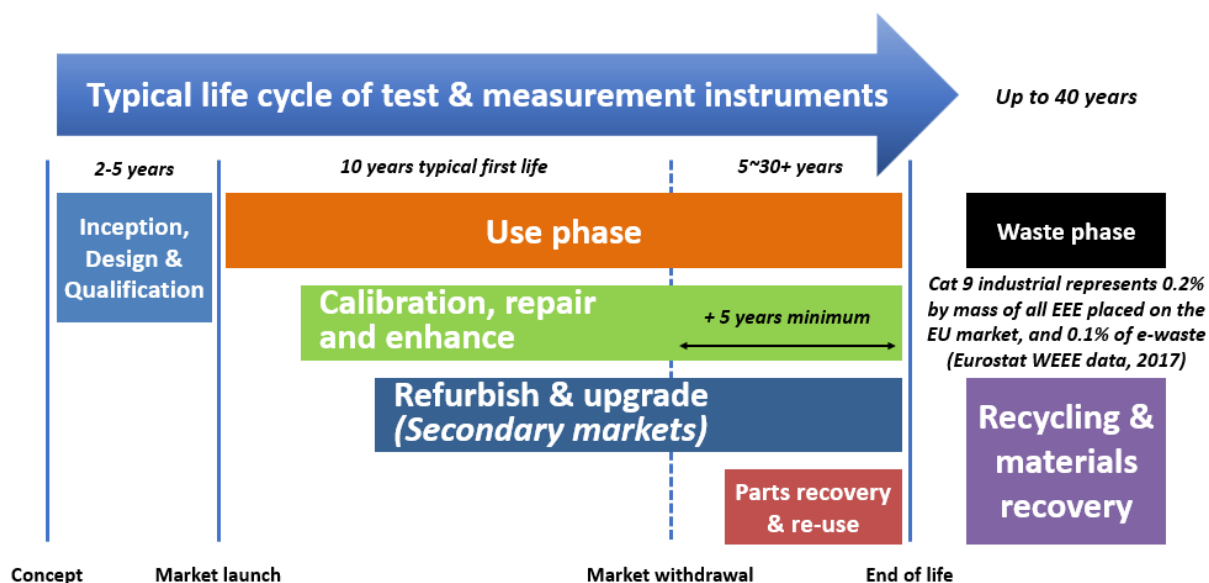 Typical life cycle of test & measurement instruments
Up to 40 years
2-5 years
10 years typical first life
5~30+ years
Inception,
Design &
Qualification
Use phase
Waste phase
Calibration, repair
and enhance
+ 5 years minimum
Cat 9 industrial represents 0.2%
by mass of all EEE placed on the
EU market, and 0.1% of e-waste
(Eurostat WEEE data, 2017)
Refurbish & upgrade
(Secondary markets)
Recycling &
materials
recovery
Parts recovery
& re-use
Concept
Market launch
Market withdrawal
End of life